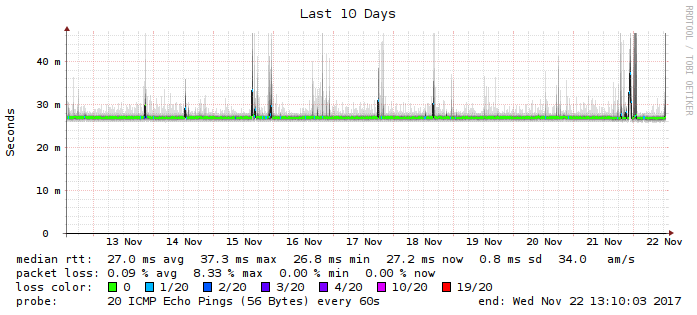 Last 10 Days
RRDTOOL / TOBI OETIKER
Seconds
40 m
30 m
20 m
10 m
0
13 Nov 14 Nov 15 Nov 16 Nov 17 Nov 18 Nov 19 Nov 20 Nov 21 Nov 22 Nov
median rtt: 27.0 ms avg 37.3 ms max 26.8 ms min 27.2 ms now 0.8 ms sd 34.0 am/s
packet loss: 0.09 % avg 8.33 % max 0.00 % min 0.00 % now
loss color: 0 1/20 2/20 3/20 4/20 10/20 19/20
probe: 20 ICMP Echo Pings (56 Bytes) every 60s end: Wed Nov 22 13:10:03 2017